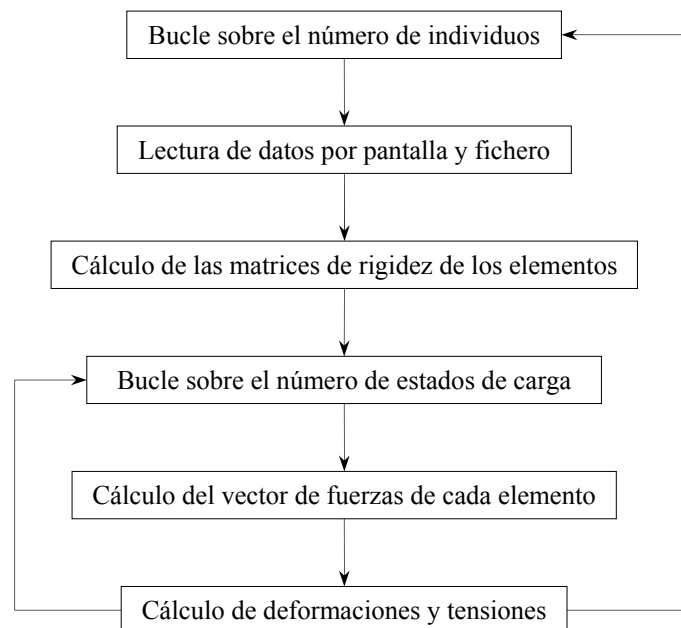 Bucle sobre el número de individuos
Lectura de datos por pantalla y fichero
Cálculo de las matrices de rigidez de los elementos
Bucle sobre el número de estados de carga
Cálculo del vector de fuerzas de cada elemento
Cálculo de deformaciones y tensiones